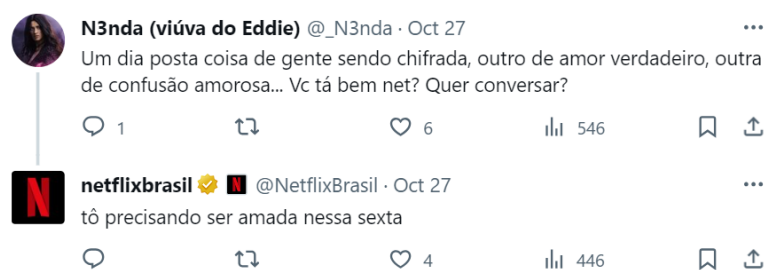 N3nda (viúva do Eddie) @_N3nda · Oct 27
Um dia posta coisa de gente sendo chifrada, outro de amor verdadeiro, outra
de confusão amorosa... Vc tá bem net? Quer conversar?
1 6 546
netflixbrasil N @NetflixBrasil · Oct 27
N
tô precisando ser amada nessa sexta
4 446